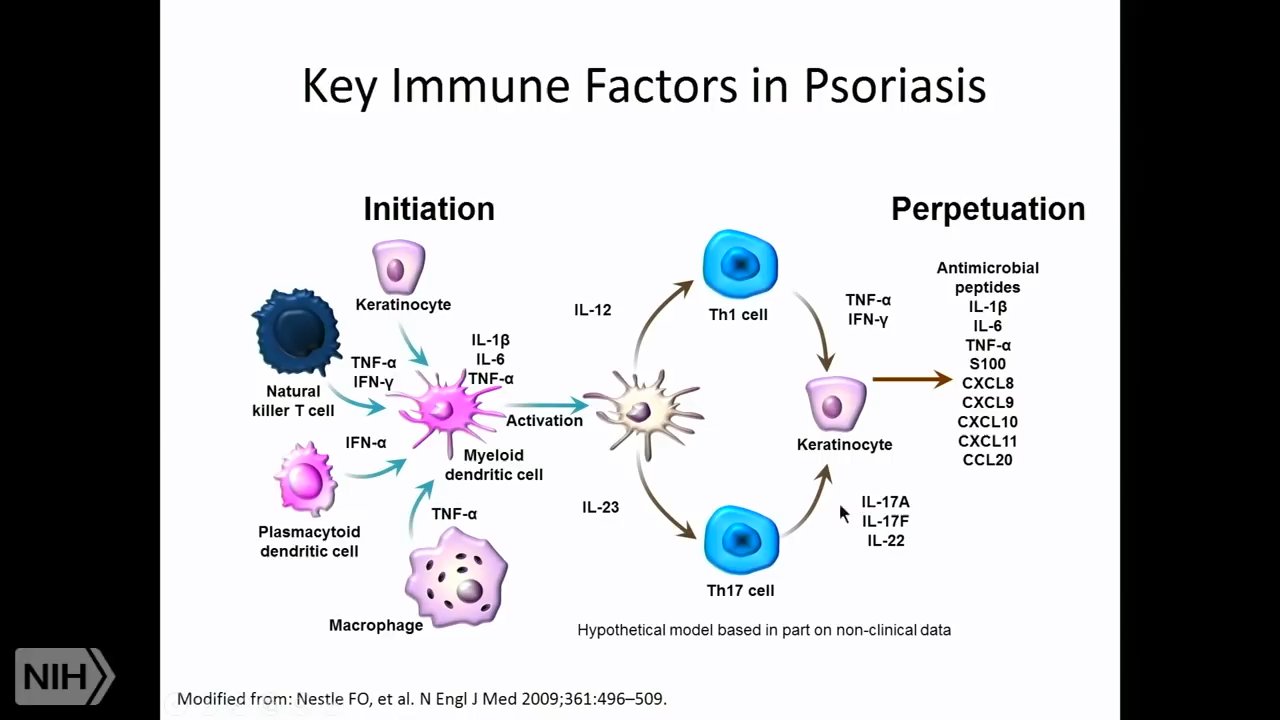 Key Immune Factors in Psoriasis
Initiation
Perpetuation
Keratinocyte
Natural
killer T cell
TNF-α
IFN-γ
IL-1β
IL-6
TNF-α
IFN-α
Plasmacytoid
dendritic cell
Myeloid
dendritic cell
TNF-α
Macrophage
Activation
IL-12
IL-23
Th1 cell
Th17 cell
TNF-α
IFN-γ
Keratinocyte
IL-17A
IL-17F
IL-22
Antimicrobial
peptides
IL-1β
IL-6
TNF-α
S100
CXCL8
CXCL9
CXCL10
CXCL11
CCL20
Hypothetical model based in part on non-clinical data
NIH
Modified from: Nestle FO, et al. N Engl J Med 2009;361:496–509.